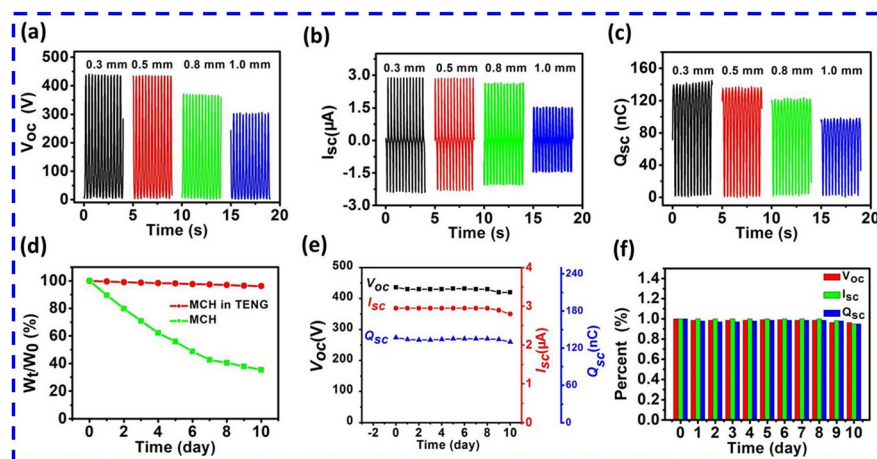 (a)
500
400
300
200
100
0
V_oc (V)
0.3 mm 0.5 mm 0.8 mm 1.0 mm
0 5 10 15 20
Time (s)
(b)
3.0
1.5
0.0
-1.5
-3.0
I_sc(μA)
0.3 mm 0.5 mm 0.8 mm 1.0 mm
0 5 10 15 20
Time (s)
(c)
160
120
80
40
0
Q_sc (nC)
0.3 mm 0.5 mm 0.8 mm 1.0 mm
0 5 10 15 20
Time (s)
(d)
100
80
60
40
20
0
W_t/W_0 (%)
MCH in TENG
MCH
0 2 4 6 8 10
Time (day)
(e)
500
400
300
200
100
0
V_oc(V)
V_oc
I_sc
Q_sc
4
3
2
1
0
I_sc(μA)
240
180
120
60
0
Q_sc(nC)
-2 0 2 4 6 8 10
Time (day)
(f)
1.4
1.2
1.0
0.8
0.6
0.4
0.2
0.0
Percent (%)
V_oc
I_sc
Q_sc
0 1 2 3 4 5 6 7 8 9 10
Time (day)